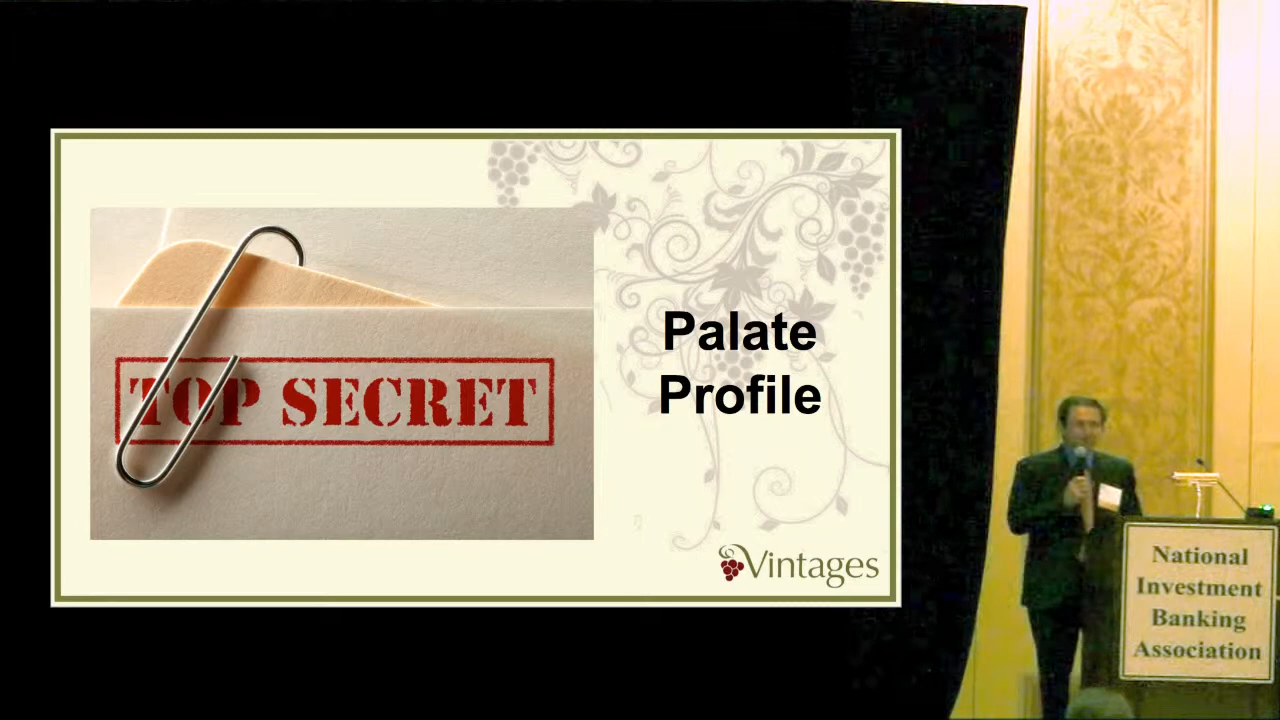 TOP SECRET
Palate
Profile
Vintages
National
Investment
Banking
Association